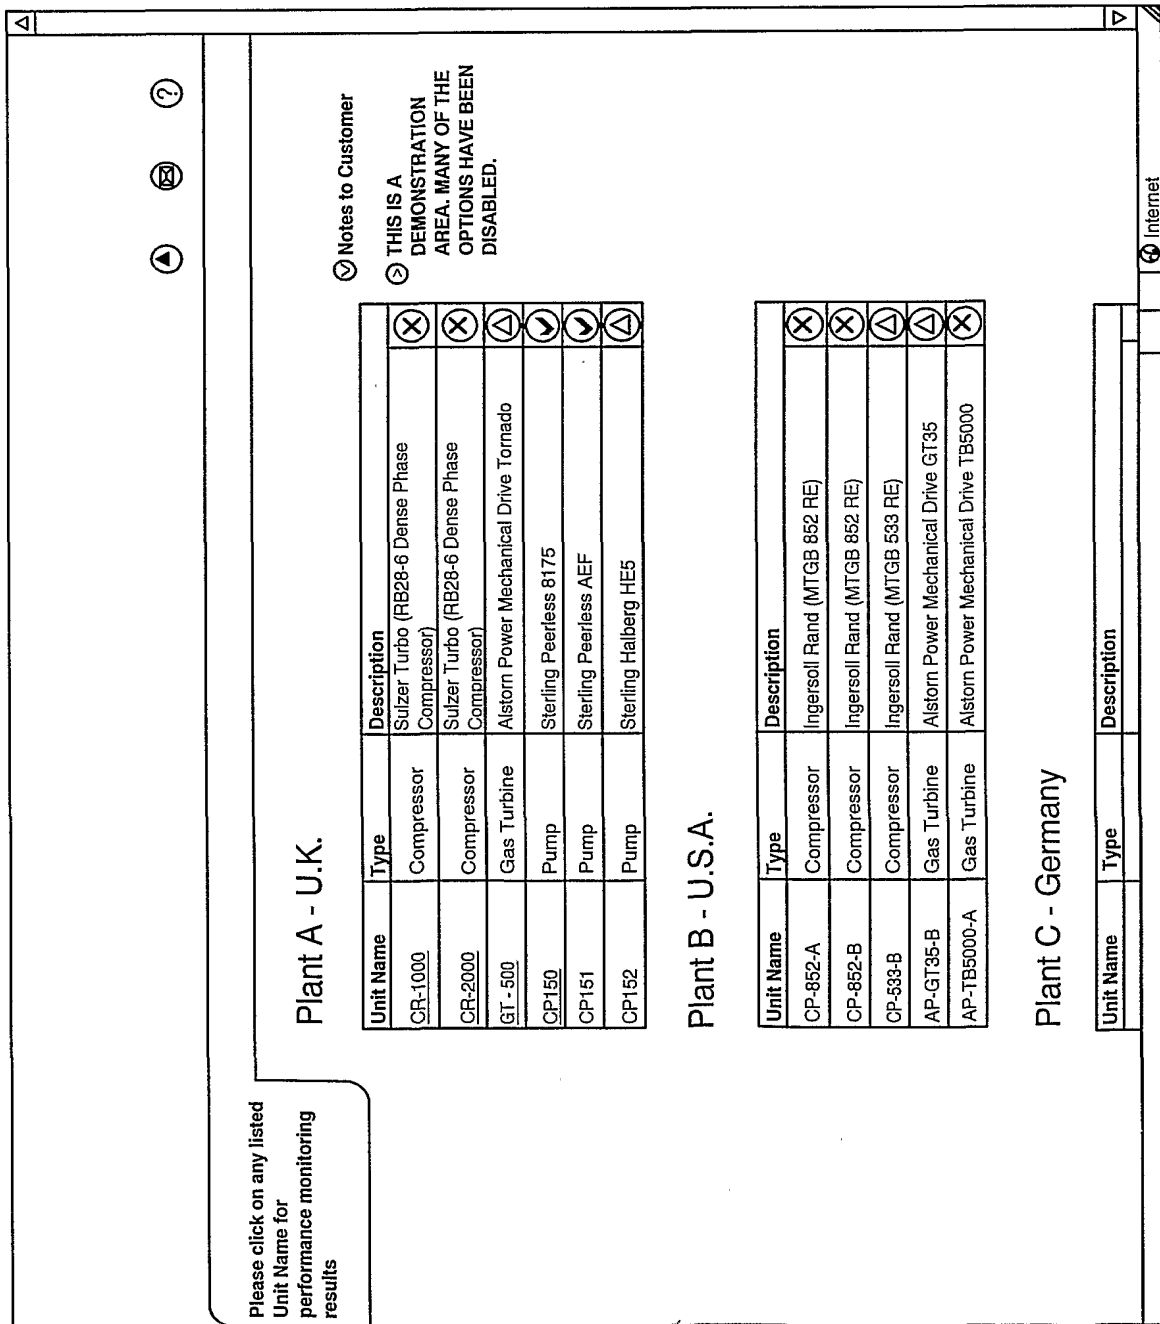 ?
Please click on any listed
Unit Name for
performance monitoring
results
Plant A - U.K.
Notes to Customer
THIS IS A
DEMONSTRATION
AREA. MANY OF THE
OPTIONS HAVE BEEN
DISABLED.
Unit Name Type Description
CR-1000 Compressor Sulzer Turbo (RB28-6 Dense Phase
Compressor)
CR-2000 Compressor Sulzer Turbo (RB28-6 Dense Phase
Compressor)
GT - 500 Gas Turbine Alstorn Power Mechanical Drive Tornado
CP150 Pump Sterling Peerless 8175
CP151 Pump Sterling Peerless AEF
CP152 Pump Sterling Halberg HE5
Plant B - U.S.A.
Unit Name Type Description
CP-852-A Compressor Ingersoll Rand (MTGB 852 RE)
CP-852-B Compressor Ingersoll Rand (MTGB 852 RE)
CP-533-B Compressor Ingersoll Rand (MTGB 533 RE)
AP-GT35-B Gas Turbine Alstorn Power Mechanical Drive GT35
AP-TB5000-A Gas Turbine Alstorn Power Mechanical Drive TB5000
Plant C - Germany
Unit Name Type Description
Internet